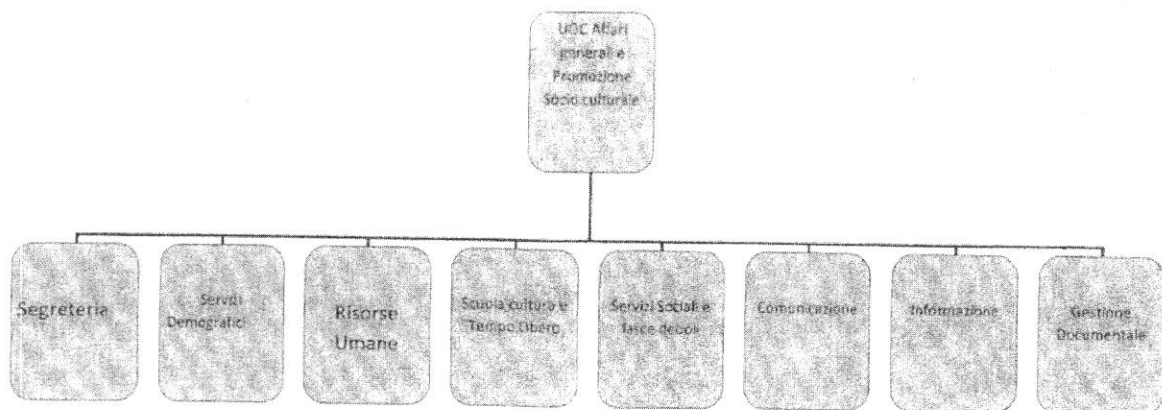 UOC Affari
generali e
Promozione
Socio culturale
Segreteria
Servizi
Demografici
Risorse
Umane
Scuola cultura e
Tempo Libero
Servizi Sociali e
fasce deboli
Comunicazione
Informazione
Gestione
Documentale